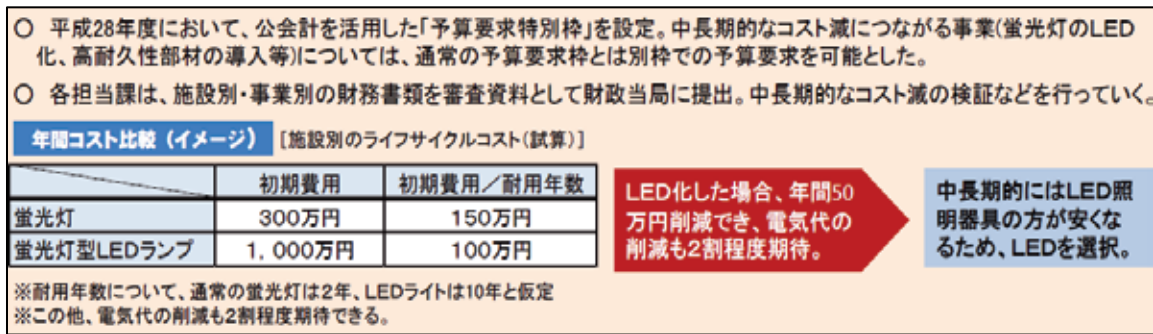 ○ 平成28年度において、公会計を活用した「予算要求特別枠」を設定。中長期的なコスト減につながる事業(蛍光灯のLED
化、高耐久性部材の導入等)については、通常の予算要求枠とは別枠での予算要求を可能とした。
○ 各担当課は、施設別・事業別の財務書類を審査資料として財政当局に提出。中長期的なコスト減の検証などを行っていく。
年間コスト比較（イメージ） [施設別のライフサイクルコスト(試算)]
初期費用 初期費用／耐用年数
蛍光灯 300万円 150万円
蛍光灯型LEDランプ 1，000万円 100万円
LED化した場合、年間50
万円削減でき、電気代の
削減も2割程度期待。
中長期的にはLED照
明器具の方が安くな
るため、LEDを選択。
※耐用年数について、通常の蛍光灯は2年、LEDライトは10年と仮定
※この他、電気代の削減も2割程度期待できる。